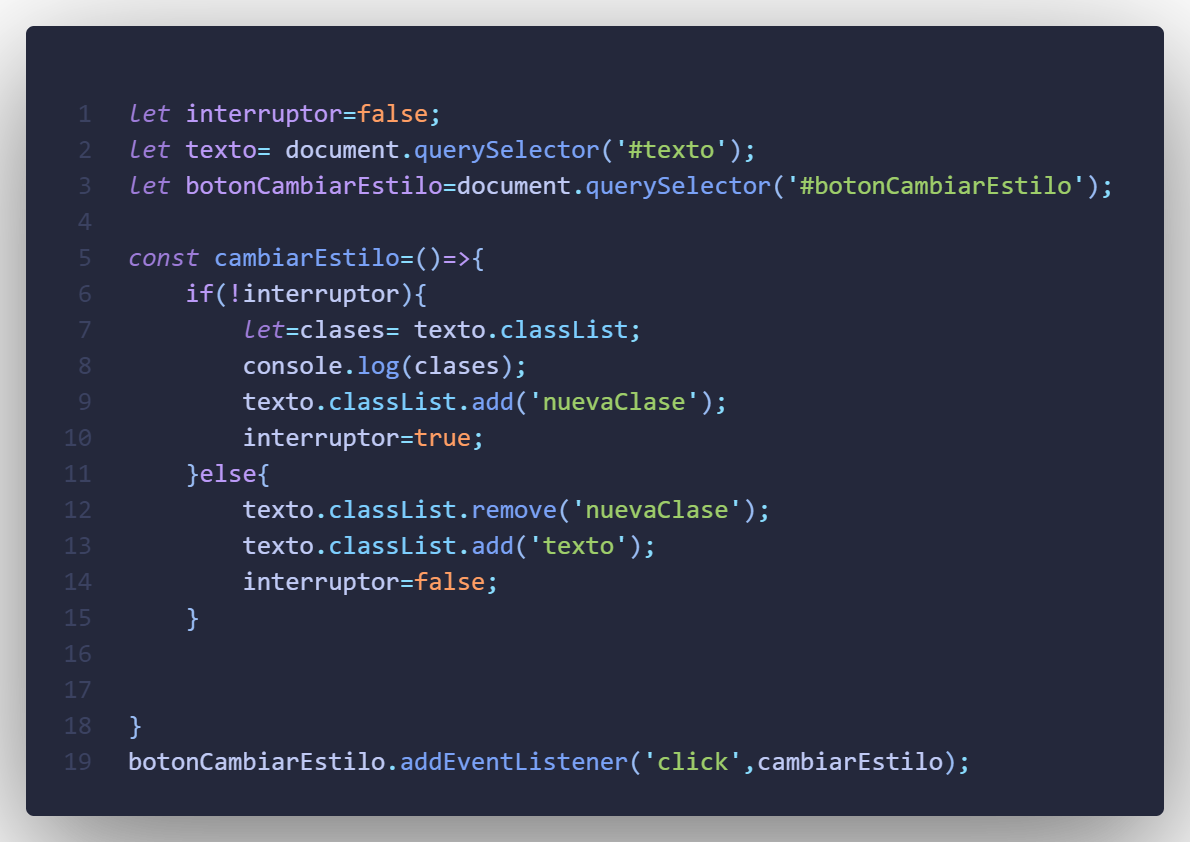 1 let interruptor=false;
2 let texto= document.querySelector('#texto');
3 let botonCambiarEstilo=document.querySelector('#botonCambiarEstilo');
4
5 const cambiarEstilo=()=>{
6     if(!interruptor){
7         let=clases= texto.classList;
8         console.log(clases);
9         texto.classList.add('nuevaClase');
10         interruptor=true;
11     }else{
12         texto.classList.remove('nuevaClase');
13         texto.classList.add('texto');
14         interruptor=false;
15     }
16
17
18 }
19 botonCambiarEstilo.addEventListener('click',cambiarEstilo);